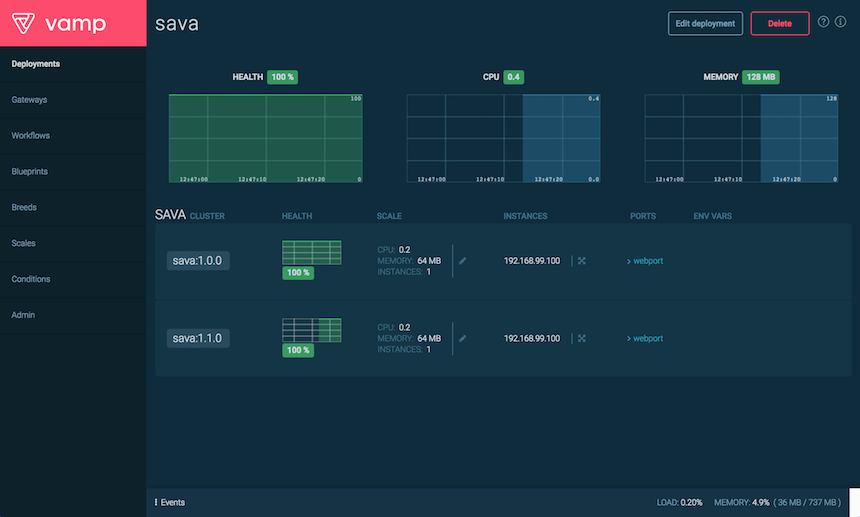 vamp
sava
Edit deployment
Delete
Deployments
Gateways
Workflows
Blueprints
Breeds
Scales
Conditions
Admin
HEALTH 100 %
100
12:47:00 12:47:10 12:47:20 0
CPU 0.4
0.4
12:47:00 12:47:10 12:47:20 0.0
MEMORY 128 MB
128
12:47:00 12:47:10 12:47:20 0
SAVA CLUSTER HEALTH SCALE INSTANCES PORTS ENV VARS
sava:1.0.0
100 %
CPU: 0.2
MEMORY: 64 MB
INSTANCES: 1
192.168.99.100
> webport
sava:1.1.0
100 %
CPU: 0.2
MEMORY: 64 MB
INSTANCES: 1
192.168.99.100
> webport
Events
LOAD: 0.20% MEMORY: 4.9% ( 36 MB / 737 MB )